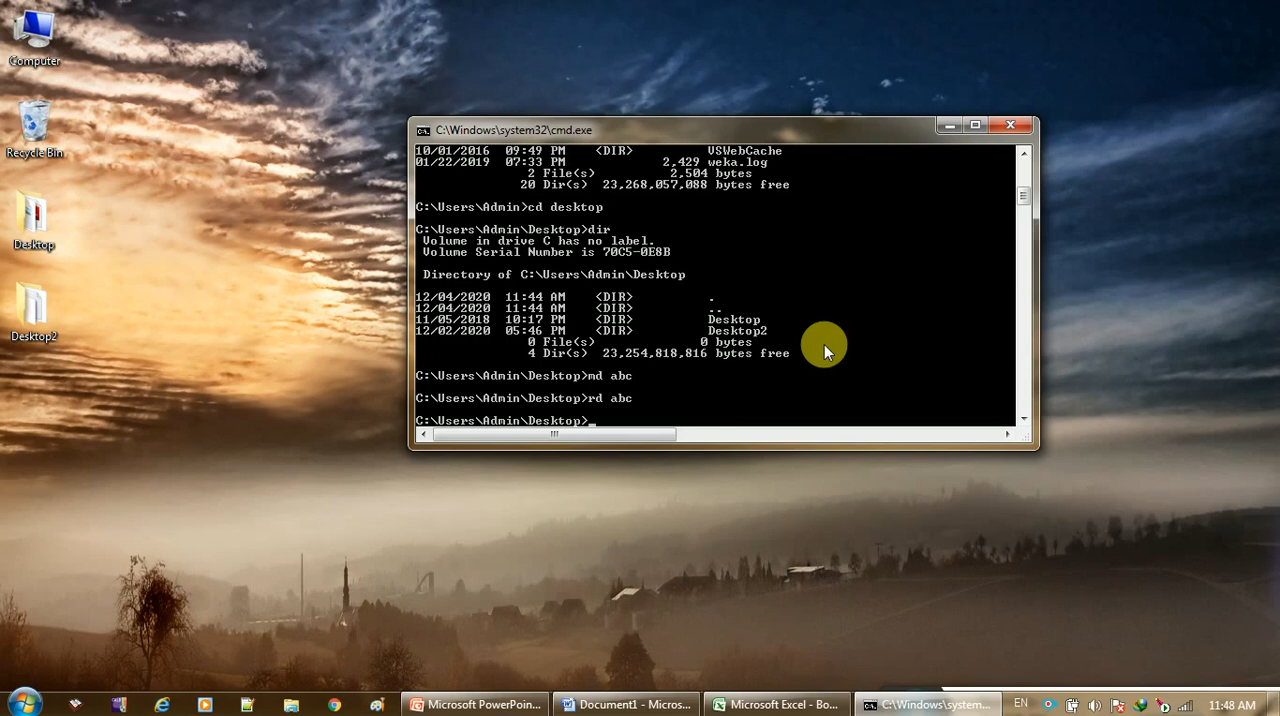 Computer
Recycle Bin
Desktop
Desktop2
C:\Windows\system32\cmd.exe
10/01/2016  09:49 PM    <DIR>          VSWebCache
01/22/2019  07:33 PM             2,429 weka.log
               2 File(s)          2,504 bytes
              20 Dir(s)  23,268,057,088 bytes free
C:\Users\Admin>cd desktop
C:\Users\Admin\Desktop>dir
 Volume in drive C has no label.
 Volume Serial Number is 70C5-0E8B
 Directory of C:\Users\Admin\Desktop
12/04/2020  11:44 AM    <DIR>          .
12/04/2020  11:44 AM    <DIR>          ..
11/05/2018  10:17 PM    <DIR>          Desktop
12/02/2020  05:46 PM    <DIR>          Desktop2
               0 File(s)              0 bytes
               4 Dir(s)  23,254,818,816 bytes free
C:\Users\Admin\Desktop>md abc
C:\Users\Admin\Desktop>rd abc
C:\Users\Admin\Desktop>_
Microsoft PowerPoin...
Document1 - Micros...
Microsoft Excel - Bo...
C:\Windows\system...
EN
11:48 AM